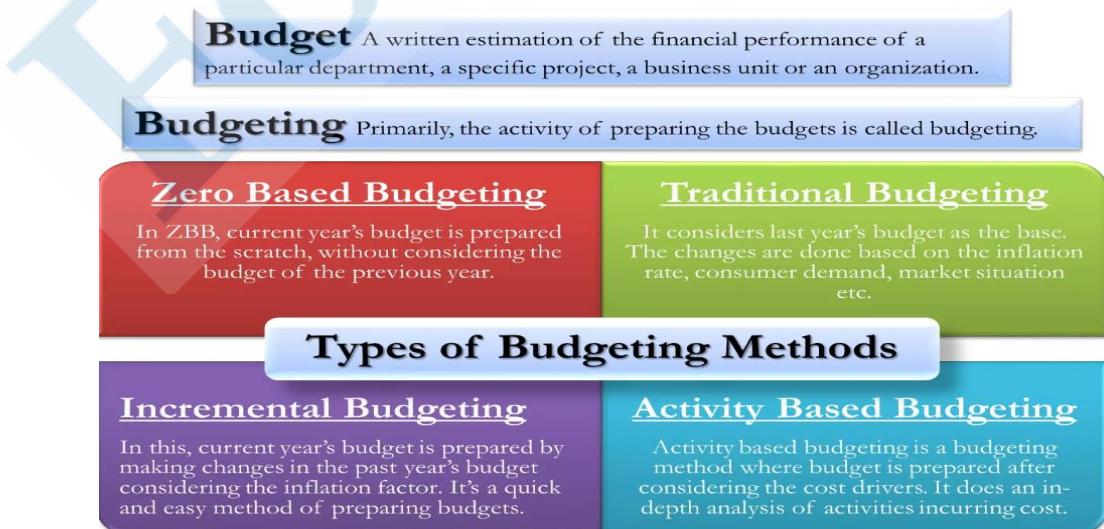 Budget A written estimation of the financial performance of a
particular department, a specific project, a business unit or an organization.
Budgeting Primarily, the activity of preparing the budgets is called budgeting.
Zero Based Budgeting
In ZBB, current year's budget is prepared
from the scratch, without considering the
budget of the previous year.
Traditional Budgeting
It considers last year's budget as the base.
The changes are done based on the inflation
rate, consumer demand, market situation
etc.
Types of Budgeting Methods
Incremental Budgeting
In this, current year's budget is prepared by
making changes in the past year's budget
considering the inflation factor. It's a quick
and easy method of preparing budgets.
Activity Based Budgeting
Activity based budgeting is a budgeting
method where budget is prepared after
considering the cost drivers. It does an in-
depth analysis of activities incurring cost.